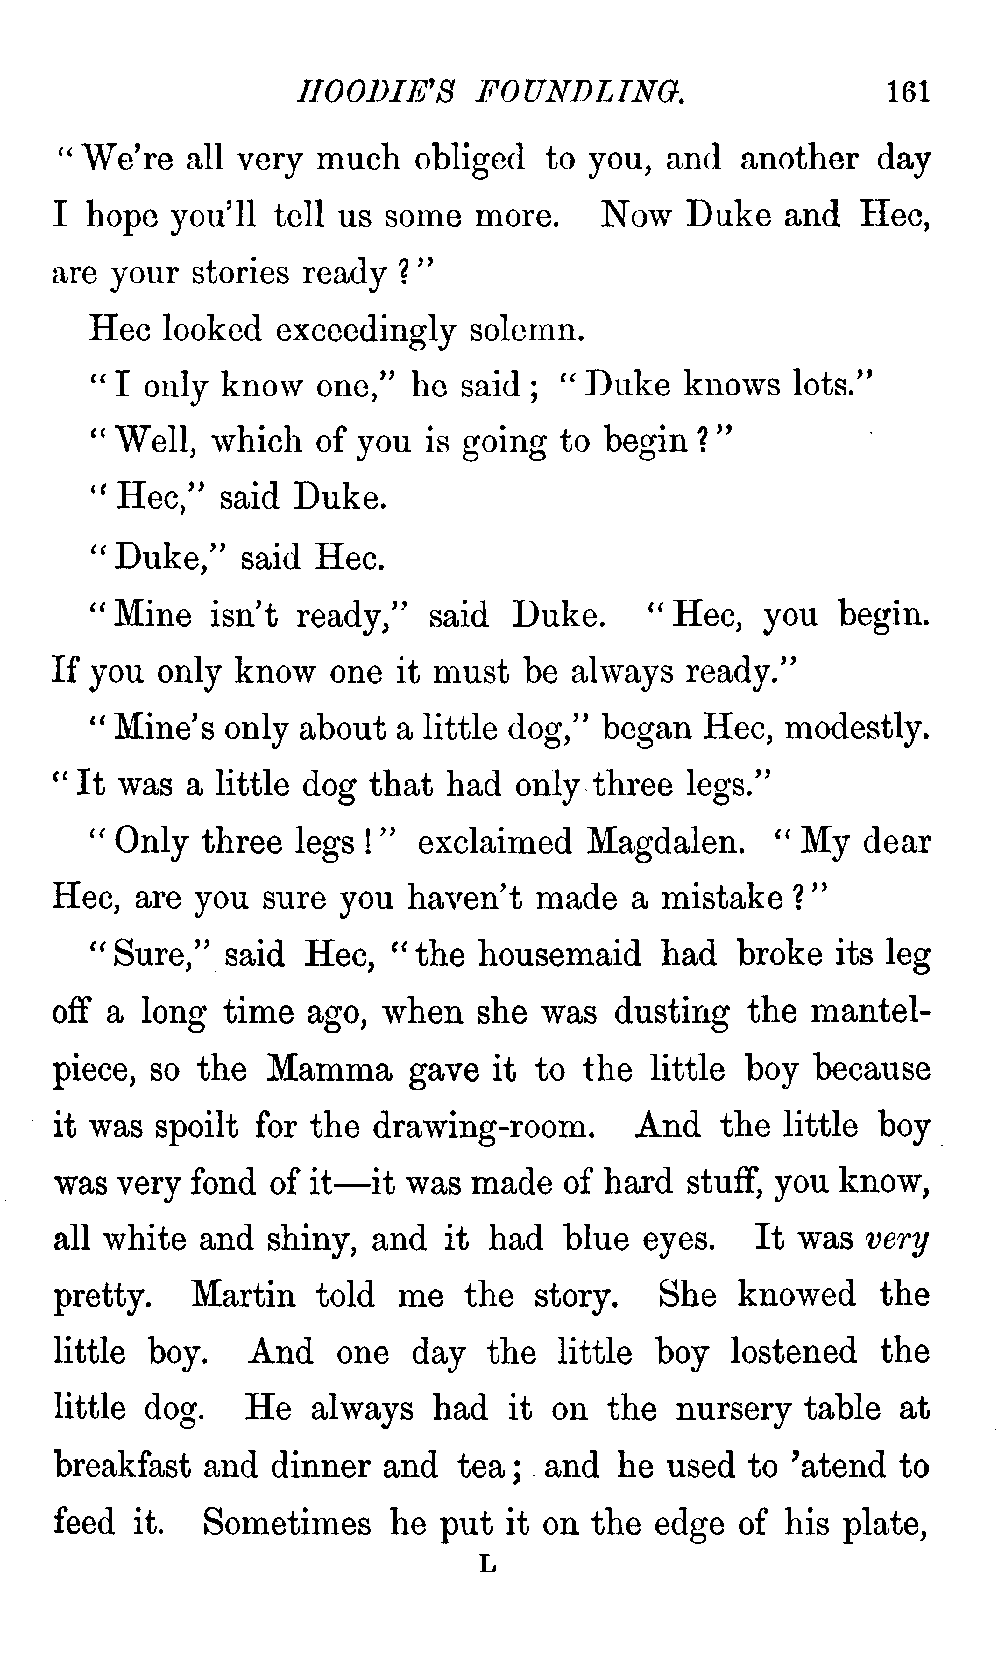 HOODIE'S FOUNDLING. 161
"We're all very much obliged to you, and another day
I hope you'll tell us some more. Now Duke and Hec,
are your stories ready?"
Hec looked exceedingly solemn.
"I only know one," he said; "Duke knows lots."
"Well, which of you is going to begin?"
"Hec," said Duke.
"Duke," said Hec.
"Mine isn't ready," said Duke. "Hec, you begin.
If you only know one it must be always ready."
"Mine's only about a little dog," began Hec, modestly.
"It was a little dog that had only three legs."
"Only three legs!" exclaimed Magdalen. "My dear
Hec, are you sure you haven't made a mistake?"
"Sure," said Hec, "the housemaid had broke its leg
off a long time ago, when she was dusting the mantel-
piece, so the Mamma gave it to the little boy because
it was spoilt for the drawing-room. And the little boy
was very fond of it—it was made of hard stuff, you know,
all white and shiny, and it had blue eyes. It was very
pretty. Martin told me the story. She knowed the
little boy. And one day the little boy lostened the
little dog. He always had it on the nursery table at
breakfast and dinner and tea; and he used to 'atend to
feed it. Sometimes he put it on the edge of his plate,
L